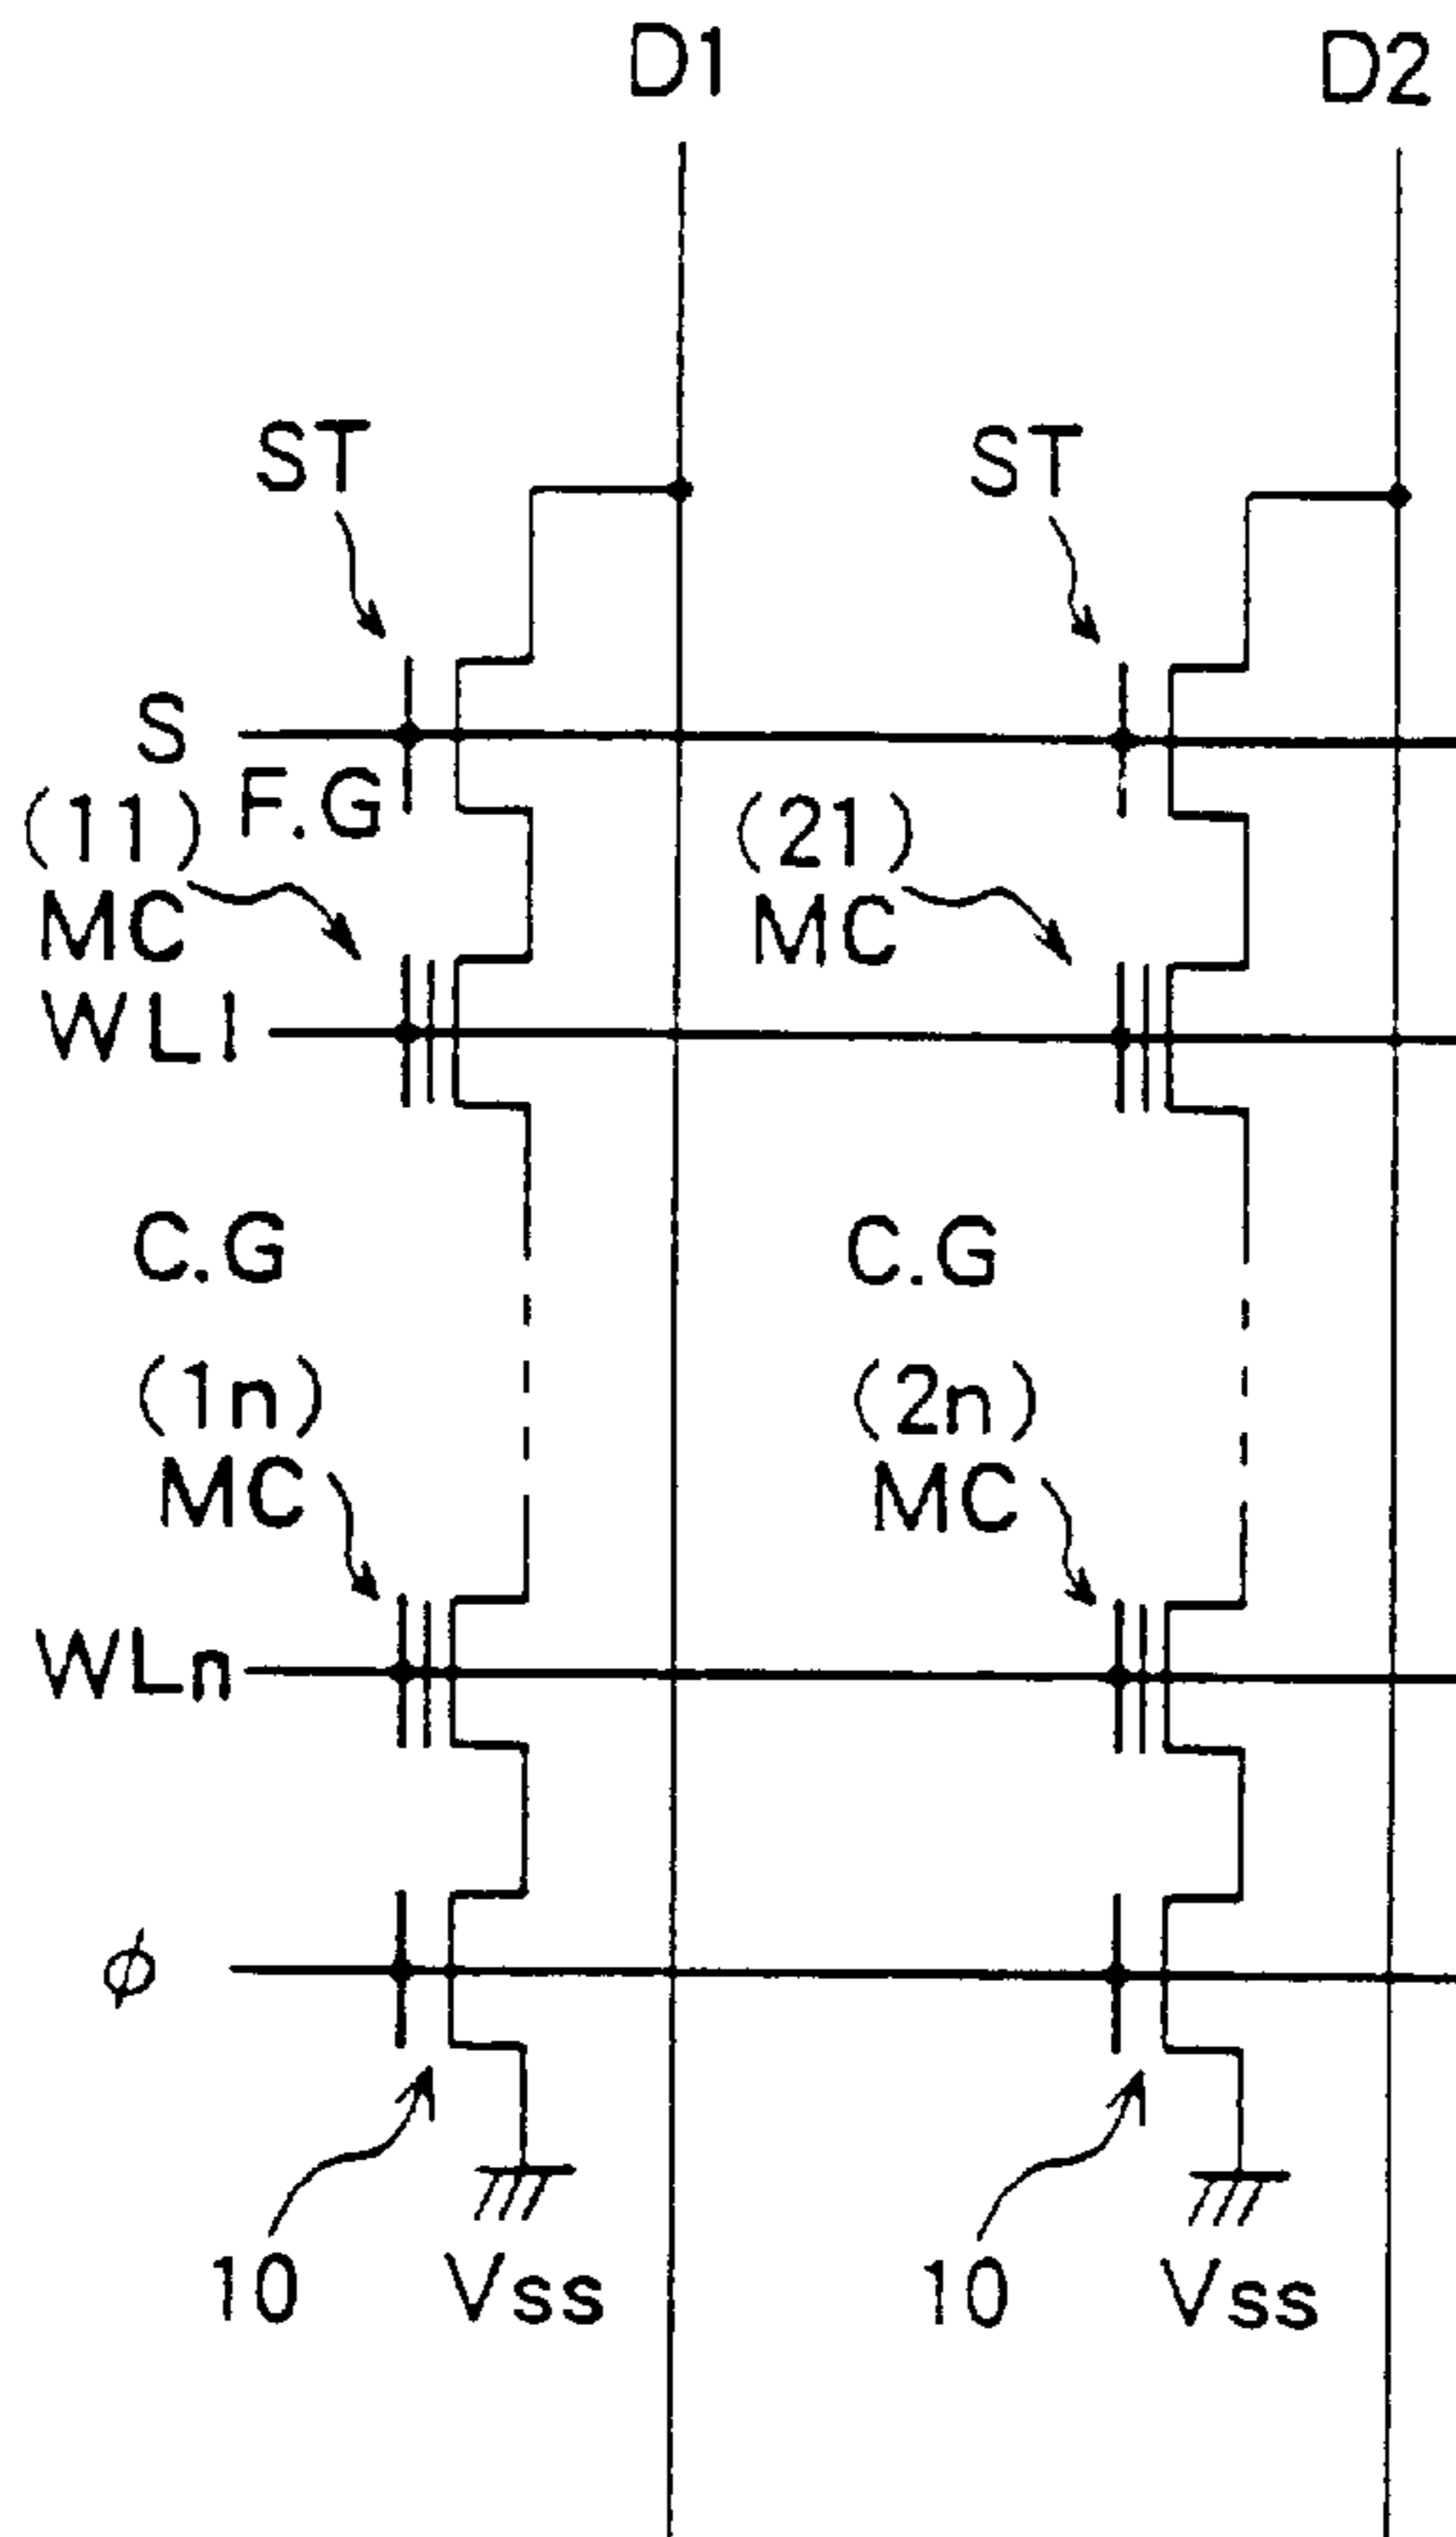 D1 D2
ST ST
S
F.G
(11) (21)
MC MC
WL1
C.G C.G
(1n) (2n)
MC MC
WLn
ϕ
10 Vss 10 Vss